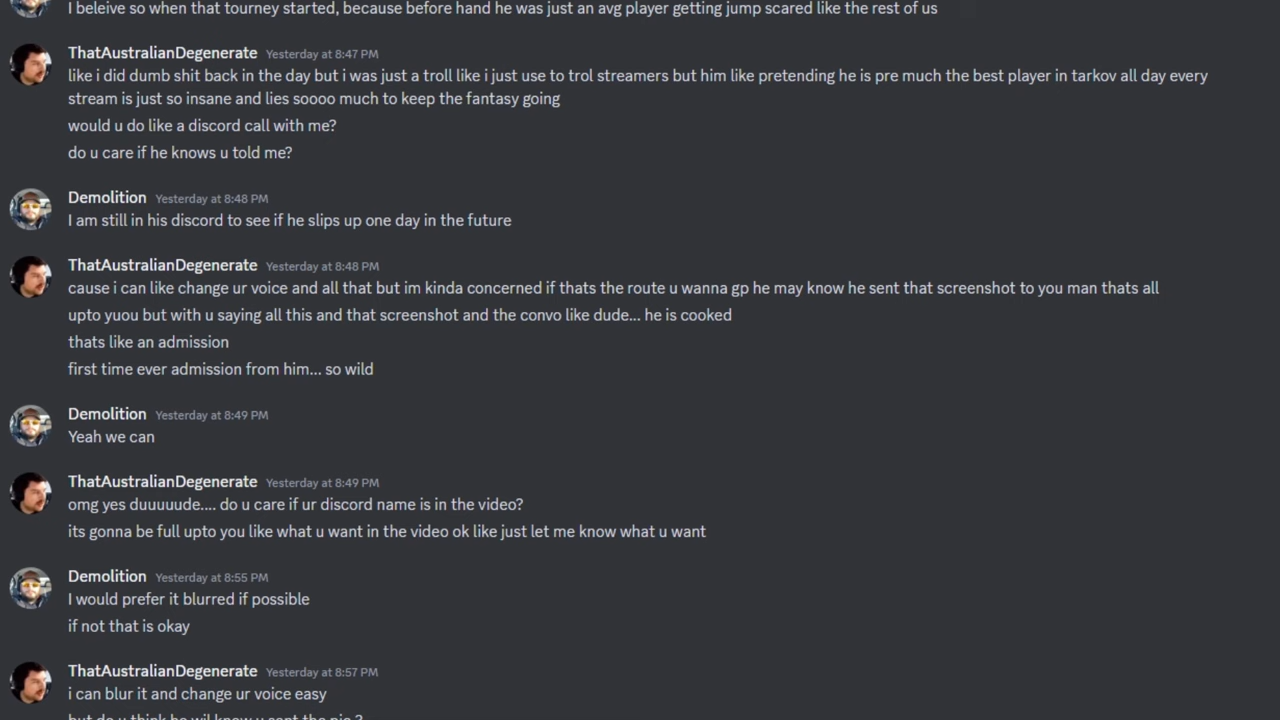 I beleive so when that tourney started, because before hand he was just an avg player getting jump scared like the rest of us
ThatAustralianDegenerate Yesterday at 8:47 PM
like i did dumb shit back in the day but i was just a troll like i just use to trol streamers but him like pretending he is pre much the best player in tarkov all day every
stream is just so insane and lies soooo much to keep the fantasy going
would u do like a discord call with me?
do u care if he knows u told me?
Demolition Yesterday at 8:48 PM
I am still in his discord to see if he slips up one day in the future
ThatAustralianDegenerate Yesterday at 8:48 PM
cause i can like change ur voice and all that but im kinda concerned if thats the route u wanna gp he may know he sent that screenshot to you man thats all
upto yuou but with u saying all this and that screenshot and the convo like dude... he is cooked
thats like an admission
first time ever admission from him... so wild
Demolition Yesterday at 8:49 PM
Yeah we can
ThatAustralianDegenerate Yesterday at 8:49 PM
omg yes duuuuude.... do u care if ur discord name is in the video?
its gonna be full upto you like what u want in the video ok like just let me know what u want
Demolition Yesterday at 8:55 PM
I would prefer it blurred if possible
if not that is okay
ThatAustralianDegenerate Yesterday at 8:57 PM
i can blur it and change ur voice easy
but do u think he wil know u sent the pic ?